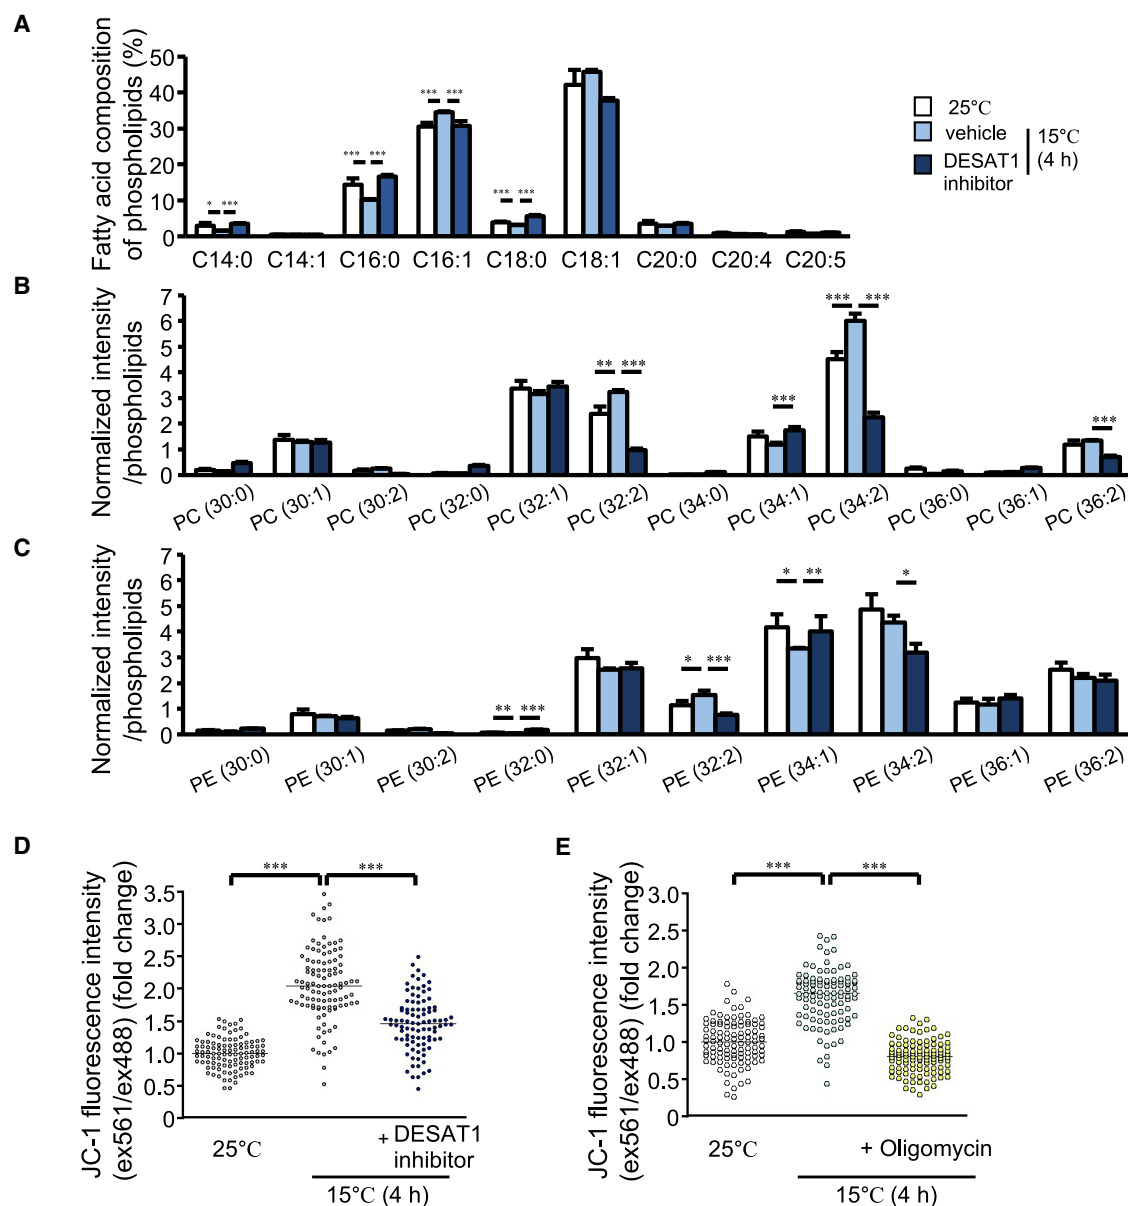 A
Fatty acid composition
of phospholipids (%)
50
40
30
20
10
0
* *** *** *** *** *** *** ***
C14:0 C14:1 C16:0 C16:1 C18:0 C18:1 C20:0 C20:4 C20:5
25°C
vehicle
DESAT1
inhibitor
15°C
(4 h)
B
Normalized intensity
/phospholipids
7
6
5
4
3
2
1
0
** *** *** *** *** ***
PC (30:0) PC (30:1) PC (30:2) PC (32:0) PC (32:1) PC (32:2) PC (34:0) PC (34:1) PC (34:2) PC (36:0) PC (36:1) PC (36:2)
C
Normalized intensity
/phospholipids
7
6
5
4
3
2
1
0
** *** * *** * ** *
PE (30:0) PE (30:1) PE (30:2) PE (32:0) PE (32:1) PE (32:2) PE (34:1) PE (34:2) PE (36:1) PE (36:2)
D
JC-1 fluorescence intensity
(ex561/ex488) (fold change)
3.5
3.0
2.5
2.0
1.5
1.0
0.5
0
*** ***
25°C
+ DESAT1
inhibitor
15°C (4 h)
E
JC-1 fluorescence intensity
(ex561/ex488) (fold change)
3.0
2.5
2.0
1.5
1.0
0.5
0
*** ***
25°C
+ Oligomycin
15°C (4 h)